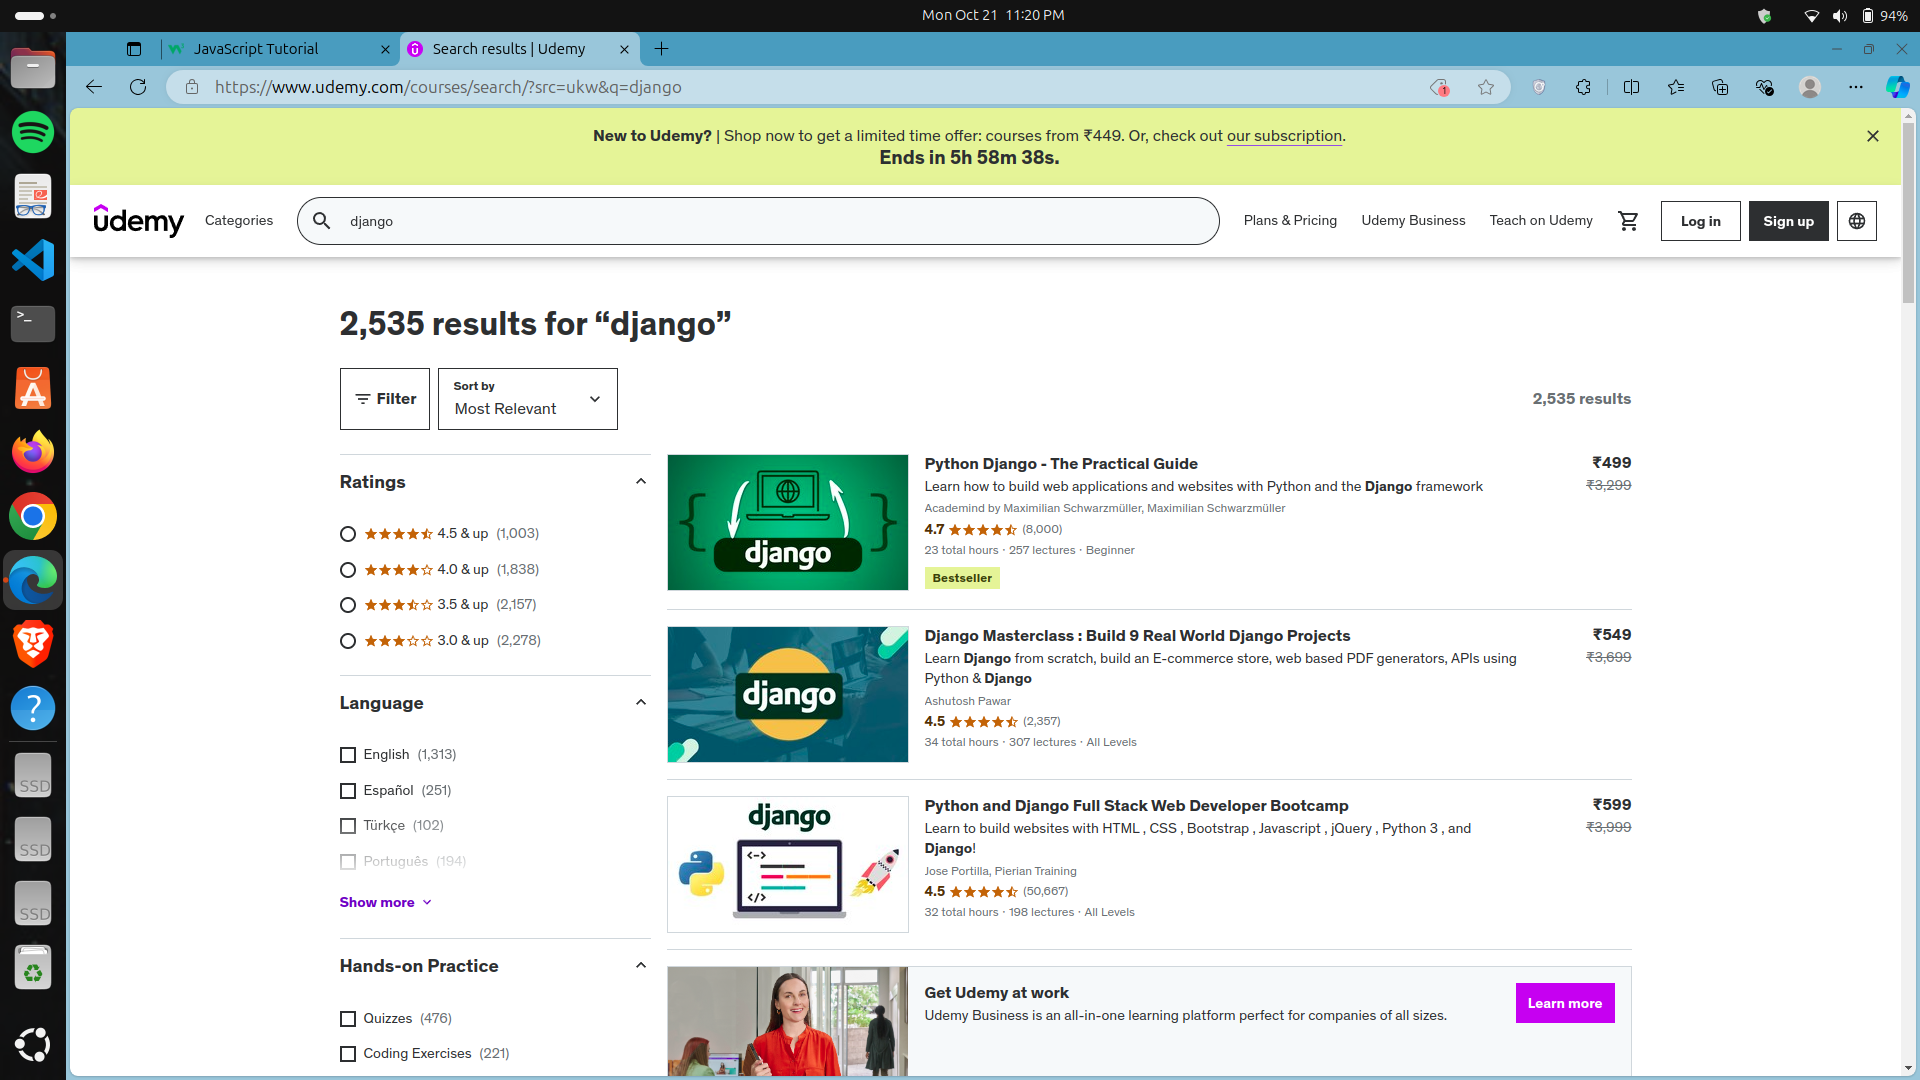 Mon Oct 21 11:20 PM
94%
JavaScript Tutorial
Search results | Udemy
https://www.udemy.com/courses/search/?src=ukw&q=django
1
New to Udemy? | Shop now to get a limited time offer: courses from ₹449. Or, check out our subscription.
Ends in 5h 58m 38s.
udemy
Categories
django
Plans & Pricing
Udemy Business
Teach on Udemy
Log in
Sign up
2,535 results for “django”
Filter
Sort by
Most Relevant
2,535 results
Ratings
4.5 & up (1,003)
4.0 & up (1,838)
3.5 & up (2,157)
3.0 & up (2,278)
Language
English (1,313)
Español (251)
Türkçe (102)
Português (194)
Show more
Hands-on Practice
Quizzes (476)
Coding Exercises (221)
django
Python Django - The Practical Guide
₹499
Learn how to build web applications and websites with Python and the Django framework
₹3,299
Academind by Maximilian Schwarzmüller, Maximilian Schwarzmüller
4.7 (8,000)
23 total hours · 257 lectures · Beginner
Bestseller
django
Django Masterclass : Build 9 Real World Django Projects
₹549
Learn Django from scratch, build an E-commerce store, web based PDF generators, APIs using
₹3,699
Python & Django
Ashutosh Pawar
4.5 (2,357)
34 total hours · 307 lectures · All Levels
django
Python and Django Full Stack Web Developer Bootcamp
₹599
Learn to build websites with HTML , CSS , Bootstrap , Javascript , jQuery , Python 3 , and
₹3,999
Django!
Jose Portilla, Pierian Training
4.5 (50,667)
32 total hours · 198 lectures · All Levels
Get Udemy at work
Udemy Business is an all-in-one learning platform perfect for companies of all sizes.
Learn more
>_
A
?
SSD
SSD
SSD